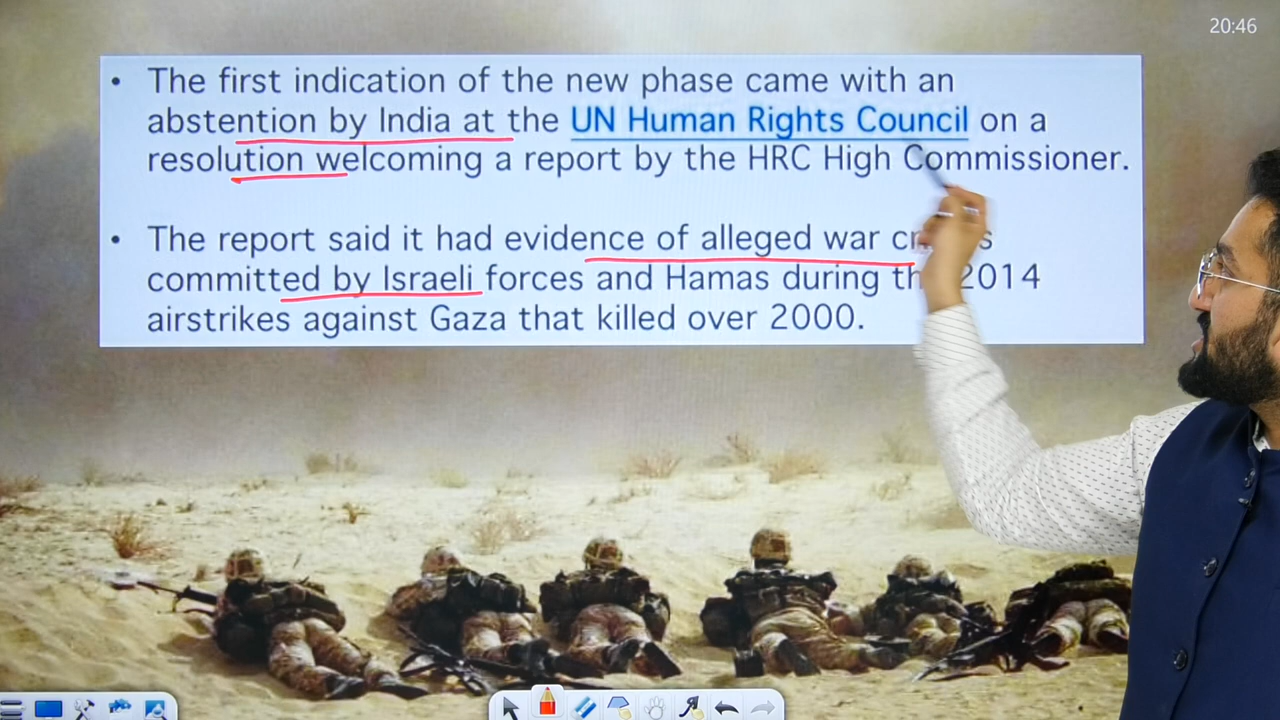 20:46
• The first indication of the new phase came with an
abstention by India at the UN Human Rights Council on a
resolution welcoming a report by the HRC High Commissioner.
• The report said it had evidence of alleged war
committed by Israeli forces and Hamas during 2014
airstrikes against Gaza that killed over 2000.